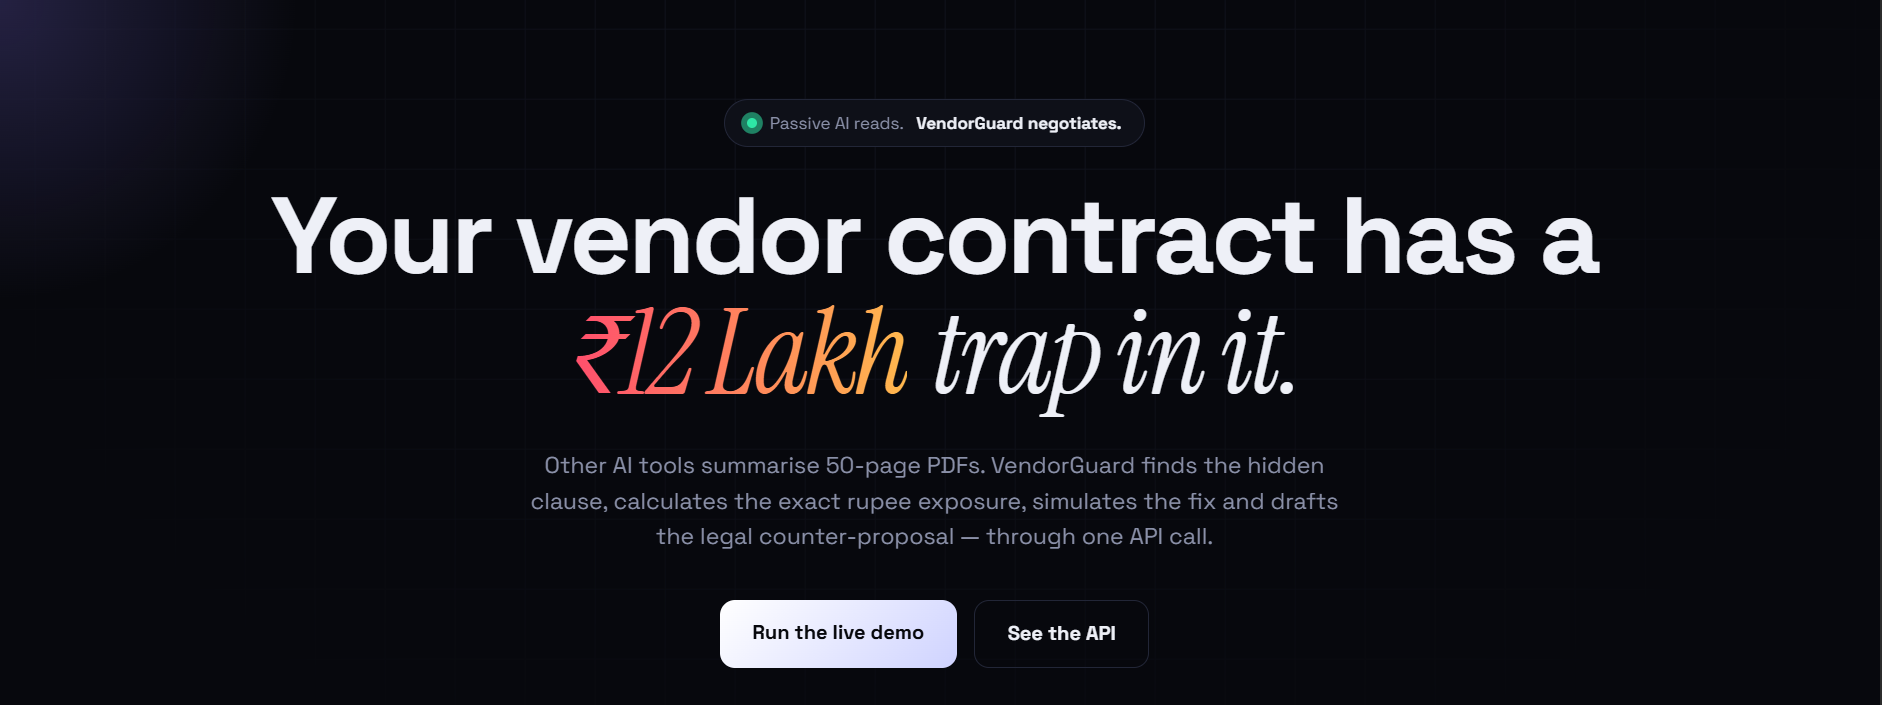 Passive AI reads. VendorGuard negotiates.
Your vendor contract has a
₹12 Lakh trap in it.
Other AI tools summarise 50-page PDFs. VendorGuard finds the hidden
clause, calculates the exact rupee exposure, simulates the fix and drafts
the legal counter-proposal — through one API call.
Run the live demo
See the API